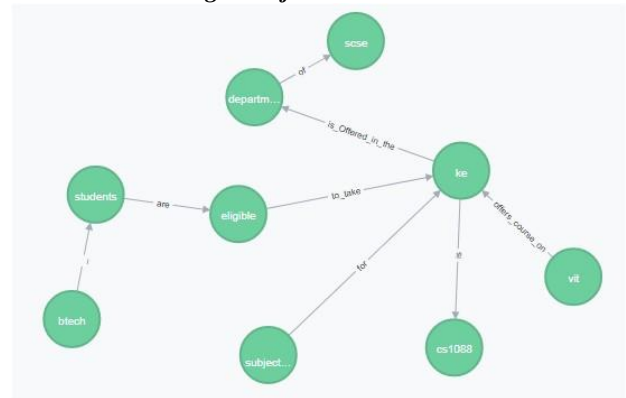 scse
of
departm...
is_Offered_in_the
ke
students
are
eligible
to_take
offers_course_on
vit
for
btech
subject...
cs1088